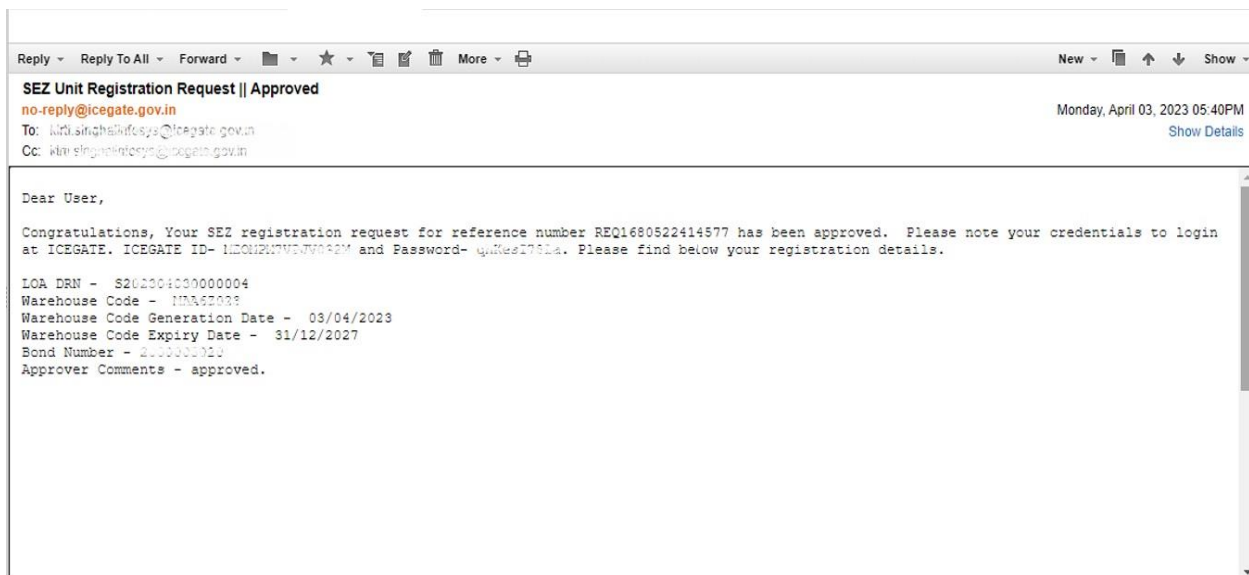 Reply Reply To All Forward More New Show
SEZ Unit Registration Request || Approved
no-reply@icegate.gov.in
Monday, April 03, 2023 05:40PM
To:
Show Details
Cc:
Dear User,
Congratulations, Your SEZ registration request for reference number REQ1680522414577 has been approved. Please note your credentials to login
at ICEGATE. ICEGATE ID- and Password- Please find below your registration details.
LOA DRN -
Warehouse Code -
Warehouse Code Generation Date - 03/04/2023
Warehouse Code Expiry Date - 31/12/2027
Bond Number -
Approver Comments - approved.